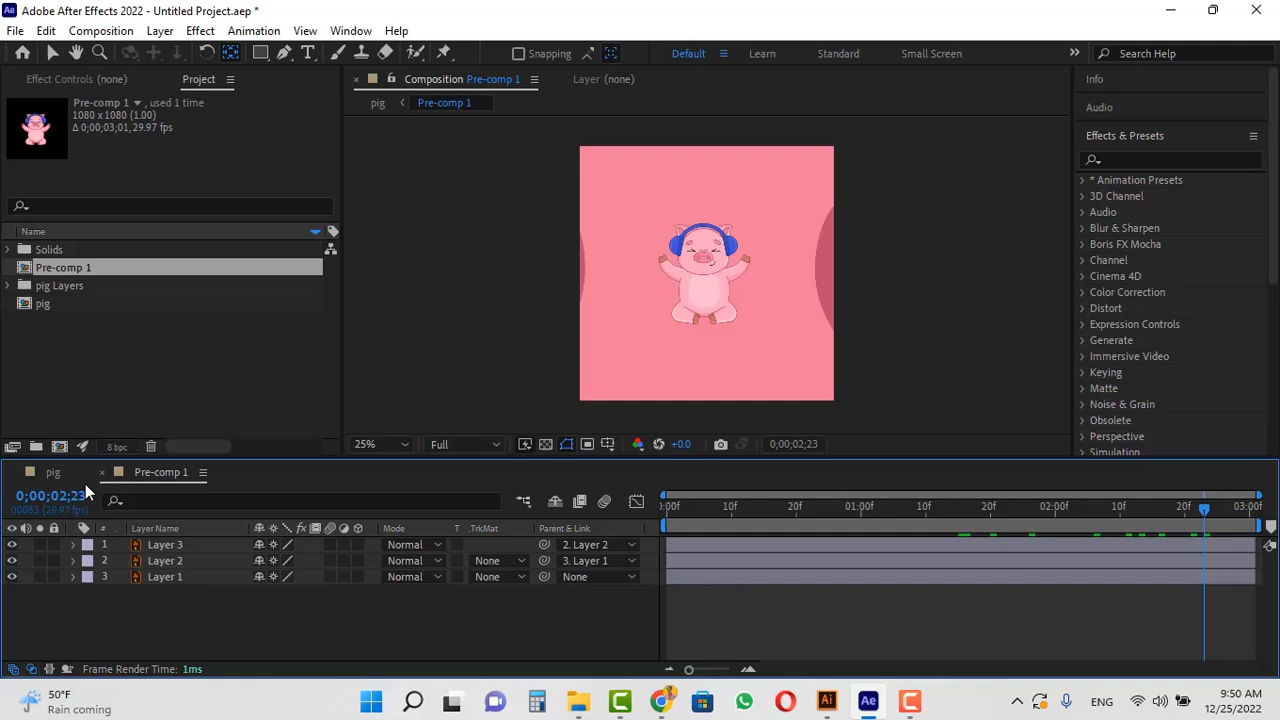 Adobe After Effects 2022 - Untitled Project.aep *
File Edit Composition Layer Effect Animation View Window Help
Snapping Default Learn Standard Small Screen Search Help
Effect Controls (none) Project
Composition Pre-comp 1 Layer (none)
pig Pre-comp 1
Pre-comp 1 , used 1 time
1080 x 1080 (1.00)
Δ 0;00;03;01, 29.97 fps
Name
Solids
Pre-comp 1
pig Layers
pig
8 bpc
25% Full +0.0 0;00;02;23
Info
Audio
Effects & Presets
* Animation Presets
3D Channel
Audio
Blur & Sharpen
Boris FX Mocha
Channel
Cinema 4D
Color Correction
Distort
Expression Controls
Generate
Immersive Video
Keying
Matte
Noise & Grain
Obsolete
Perspective
Simulation
pig Pre-comp 1
0;00;02;23
00083 (29.97 fps)
:00f 10f 20f 01:00f 10f 20f 02:00f 10f 20f 03:00f
# Layer Name Mode T TrkMat Parent & Link
1 Layer 3 Normal 2. Layer 2
2 Layer 2 Normal None 3. Layer 1
3 Layer 1 Normal None None
Frame Render Time: 1ms
50°F
Rain coming
ENG
9:50 AM
12/25/2022